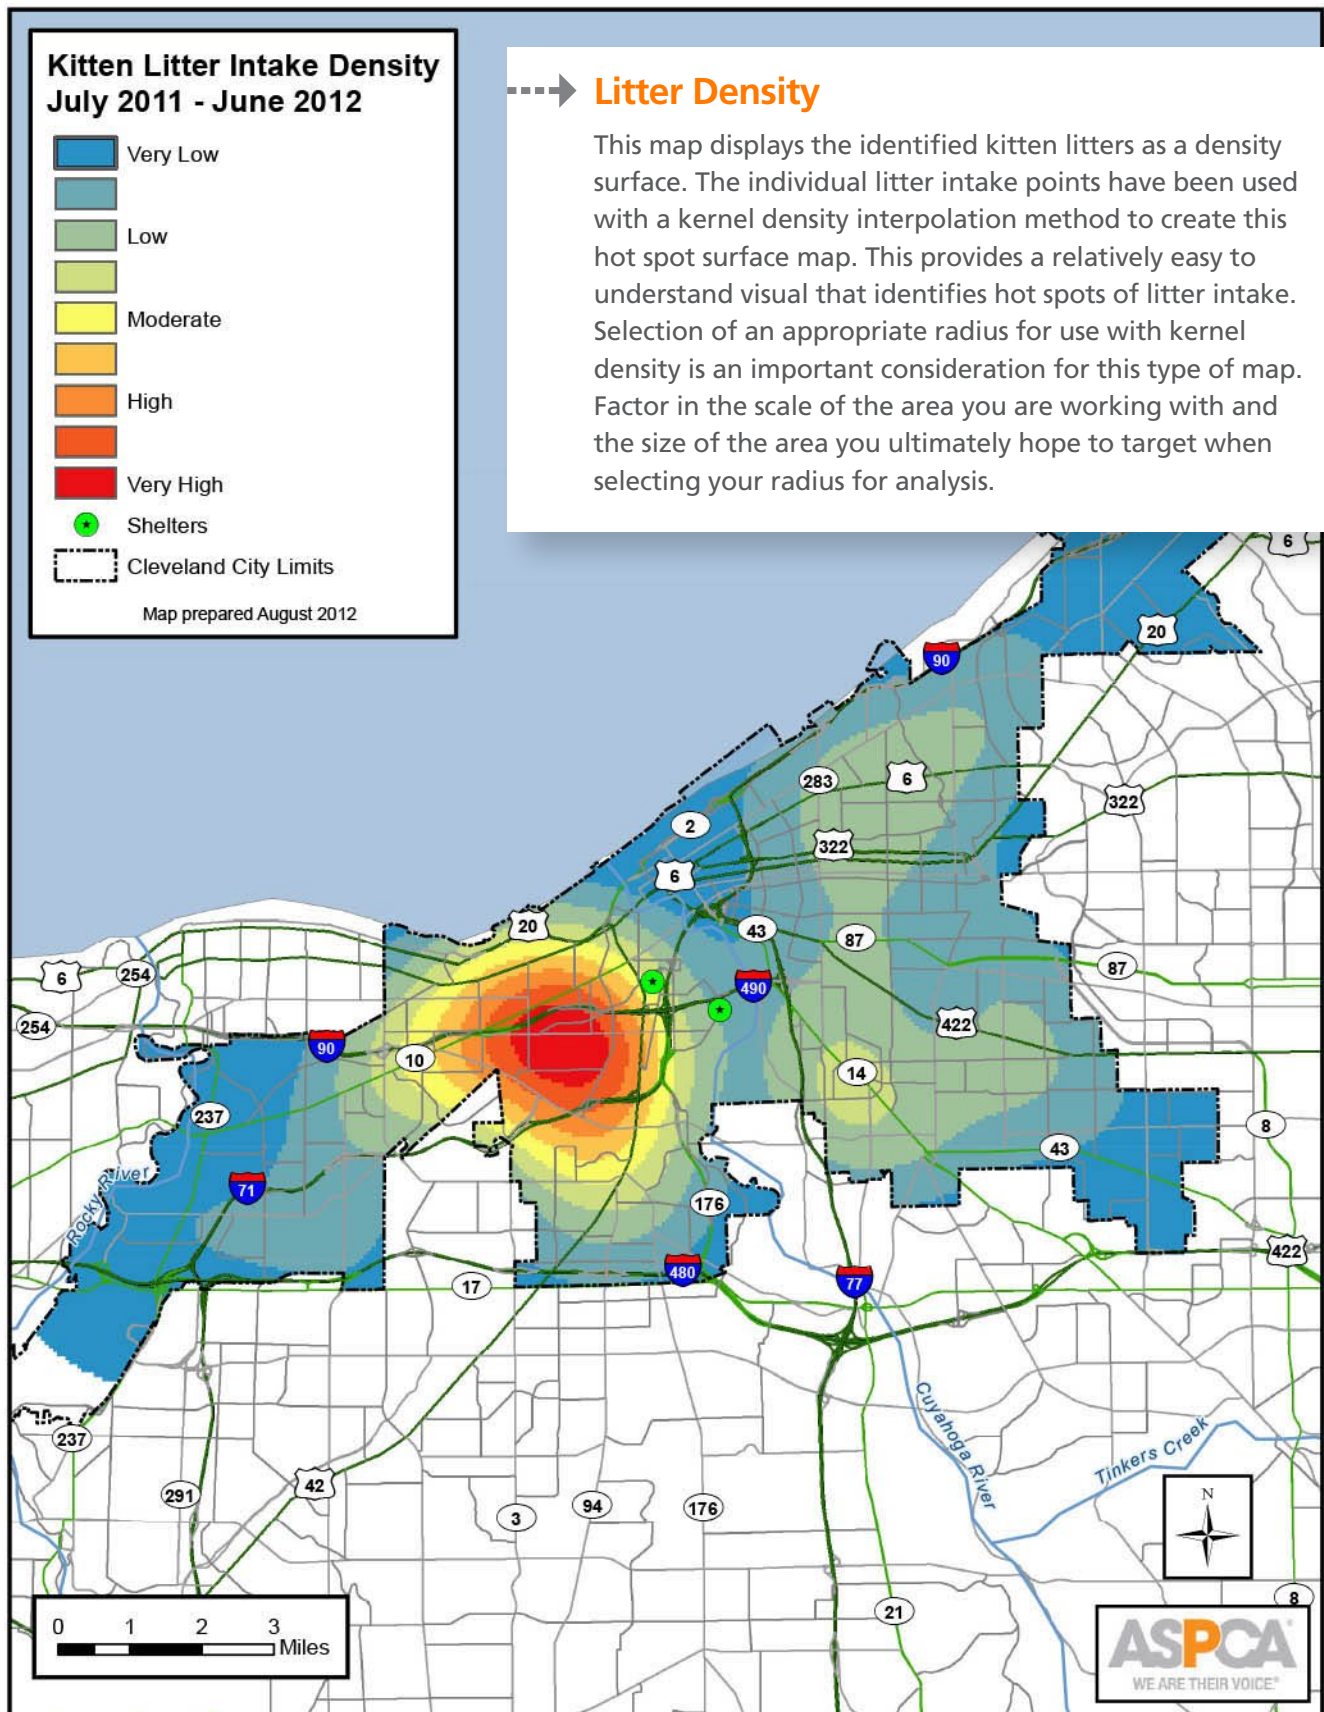 Kitten Litter Intake Density
July 2011 - June 2012
Very Low
Low
Moderate
High
Very High
Shelters
Cleveland City Limits
Map prepared August 2012
Litter Density
This map displays the identified kitten litters as a density
surface. The individual litter intake points have been used
with a kernel density interpolation method to create this
hot spot surface map. This provides a relatively easy to
understand visual that identifies hot spots of litter intake.
Selection of an appropriate radius for use with kernel
density is an important consideration for this type of map.
Factor in the scale of the area you are working with and
the size of the area you ultimately hope to target when
selecting your radius for analysis.
6
20
90
283
6
322
2
322
6
20
43
87
6
254
87
490
254
422
90
10
14
237
8
43
Rocky River
71
176
422
480
77
17
Cuyahoga River
237
Tinkers Creek
42
291
N
94
176
3
8
21
0 1 2 3
Miles
ASPCA®
WE ARE THEIR VOICE®